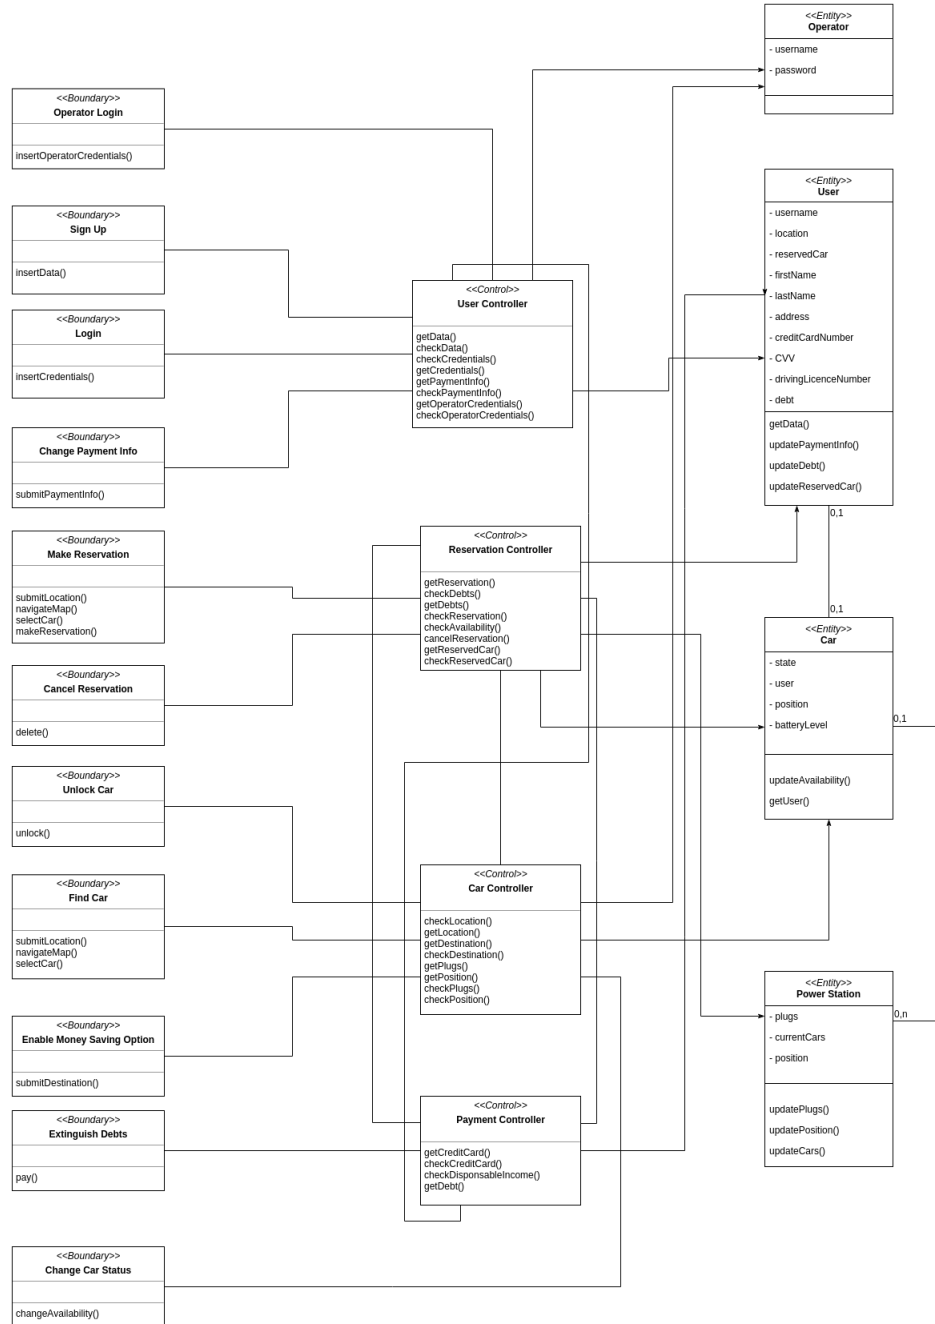 <<Entity>>
Operator
- username
- password
<<Boundary>>
Operator Login
insertOperatorCredentials()
<<Boundary>>
Sign Up
insertData()
<<Boundary>>
Login
insertCredentials()
<<Boundary>>
Change Payment Info
submitPaymentInfo()
<<Boundary>>
Make Reservation
submitLocation()
navigateMap()
selectCar()
makeReservation()
<<Boundary>>
Cancel Reservation
delete()
<<Boundary>>
Unlock Car
unlock()
<<Boundary>>
Find Car
submitLocation()
navigateMap()
selectCar()
<<Boundary>>
Enable Money Saving Option
submitDestination()
<<Boundary>>
Extinguish Debts
pay()
<<Boundary>>
Change Car Status
changeAvailability()
<<Control>>
User Controller
getData()
checkData()
checkCredentials()
getCredentials()
getPaymentInfo()
checkPaymentInfo()
getOperatorCredentials()
checkOperatorCredentials()
<<Control>>
Reservation Controller
getReservation()
checkDebts()
getDebts()
checkReservation()
checkAvailability()
cancelReservation()
getReservedCar()
checkReservedCar()
<<Control>>
Car Controller
checkLocation()
getLocation()
getDestination()
checkDestination()
getPlugs()
getPosition()
checkPlugs()
checkPosition()
<<Control>>
Payment Controller
getCreditCard()
checkCreditCard()
checkDisponsableIncome()
getDebt()
<<Entity>>
User
- username
- location
- reservedCar
- firstName
- lastName
- address
- creditCardNumber
- CVV
- drivingLicenceNumber
- debt
getData()
updatePaymentInfo()
updateDebt()
updateReservedCar()
0,1
0,1
<<Entity>>
Car
- state
- user
- position
- batteryLevel
updateAvailability()
getUser()
0,1
<<Entity>>
Power Station
- plugs
- currentCars
- position
updatePlugs()
updatePosition()
updateCars()
0,n